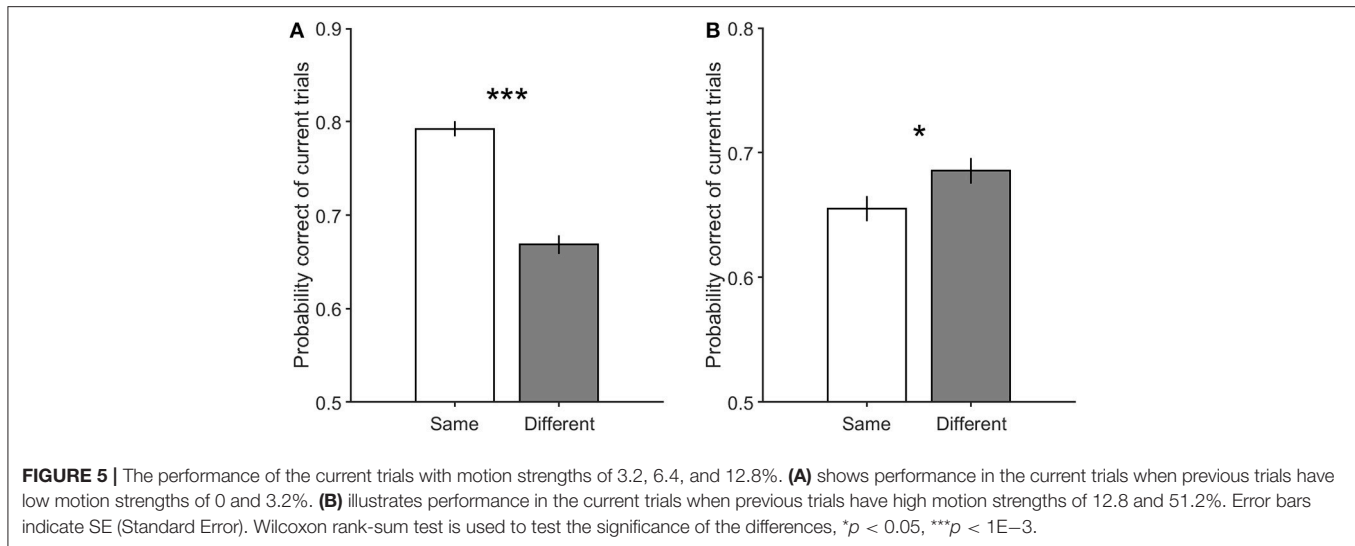 A
Probability correct of current trials
0.9
0.8
0.7
0.6
0.5
***
Same Different
B
Probability correct of current trials
0.8
0.7
0.6
0.5
*
Same Different
FIGURE 5 | The performance of the current trials with motion strengths of 3.2, 6.4, and 12.8%. (A) shows performance in the current trials when previous trials have
low motion strengths of 0 and 3.2%. (B) illustrates performance in the current trials when previous trials have high motion strengths of 12.8 and 51.2%. Error bars
indicate SE (Standard Error). Wilcoxon rank-sum test is used to test the significance of the differences, *p < 0.05, ***p < 1E−3.